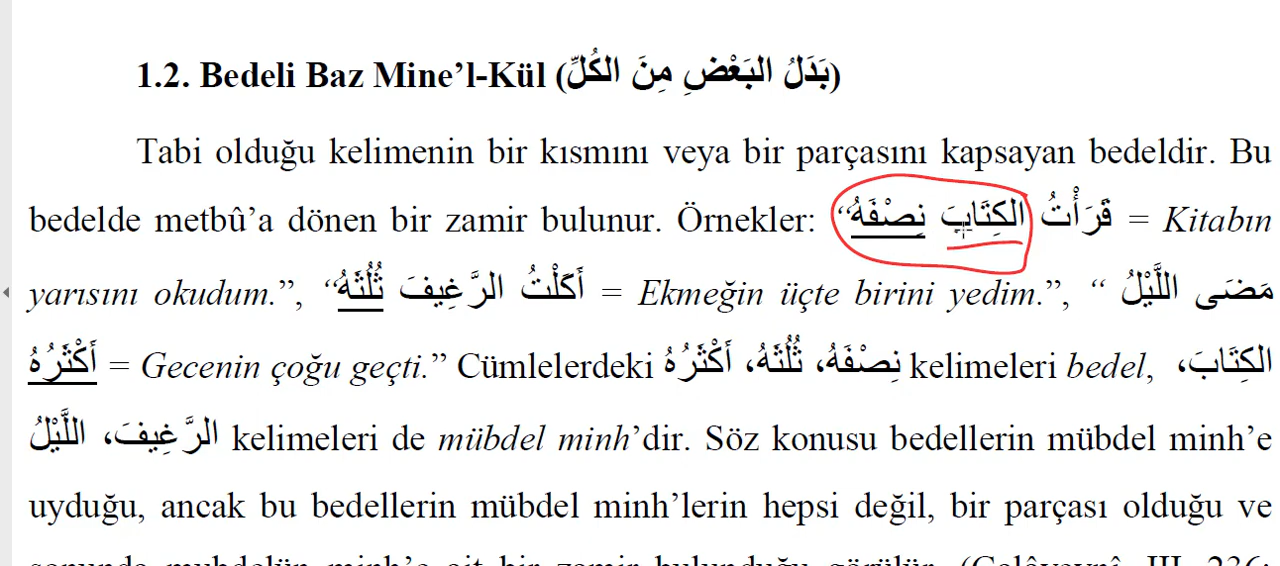 1.2. Bedeli Baz Mine’l-Kül (بَدَلُ البَعْضِ مِنَ الكُلِّ)
Tabi olduğu kelimenin bir kısmını veya bir parçasını kapsayan bedeldir. Bu
bedelde metbû’a dönen bir zamir bulunur. Örnekler: “قَرَأْتُ الكِتَابَ نِصْفَهُ = Kitabın
yarısını okudum.”, “أَكَلْتُ الرَّغِيفَ ثُلُثَهُ = Ekmeğin üçte birini yedim.”, “ مَضَى اللَّيْلُ
أَكْثَرُهُ = Gecenin çoğu geçti.” Cümlelerdeki نِصْفَهُ، ثُلُثَهُ، أَكْثَرُهُ kelimeleri bedel, الكِتَابَ،
الرَّغِيفَ، اللَّيْلُ kelimeleri de mübdel minh’dir. Söz konusu bedellerin mübdel minh’e
uyduğu, ancak bu bedellerin mübdel minh’lerin hepsi değil, bir parçası olduğu ve